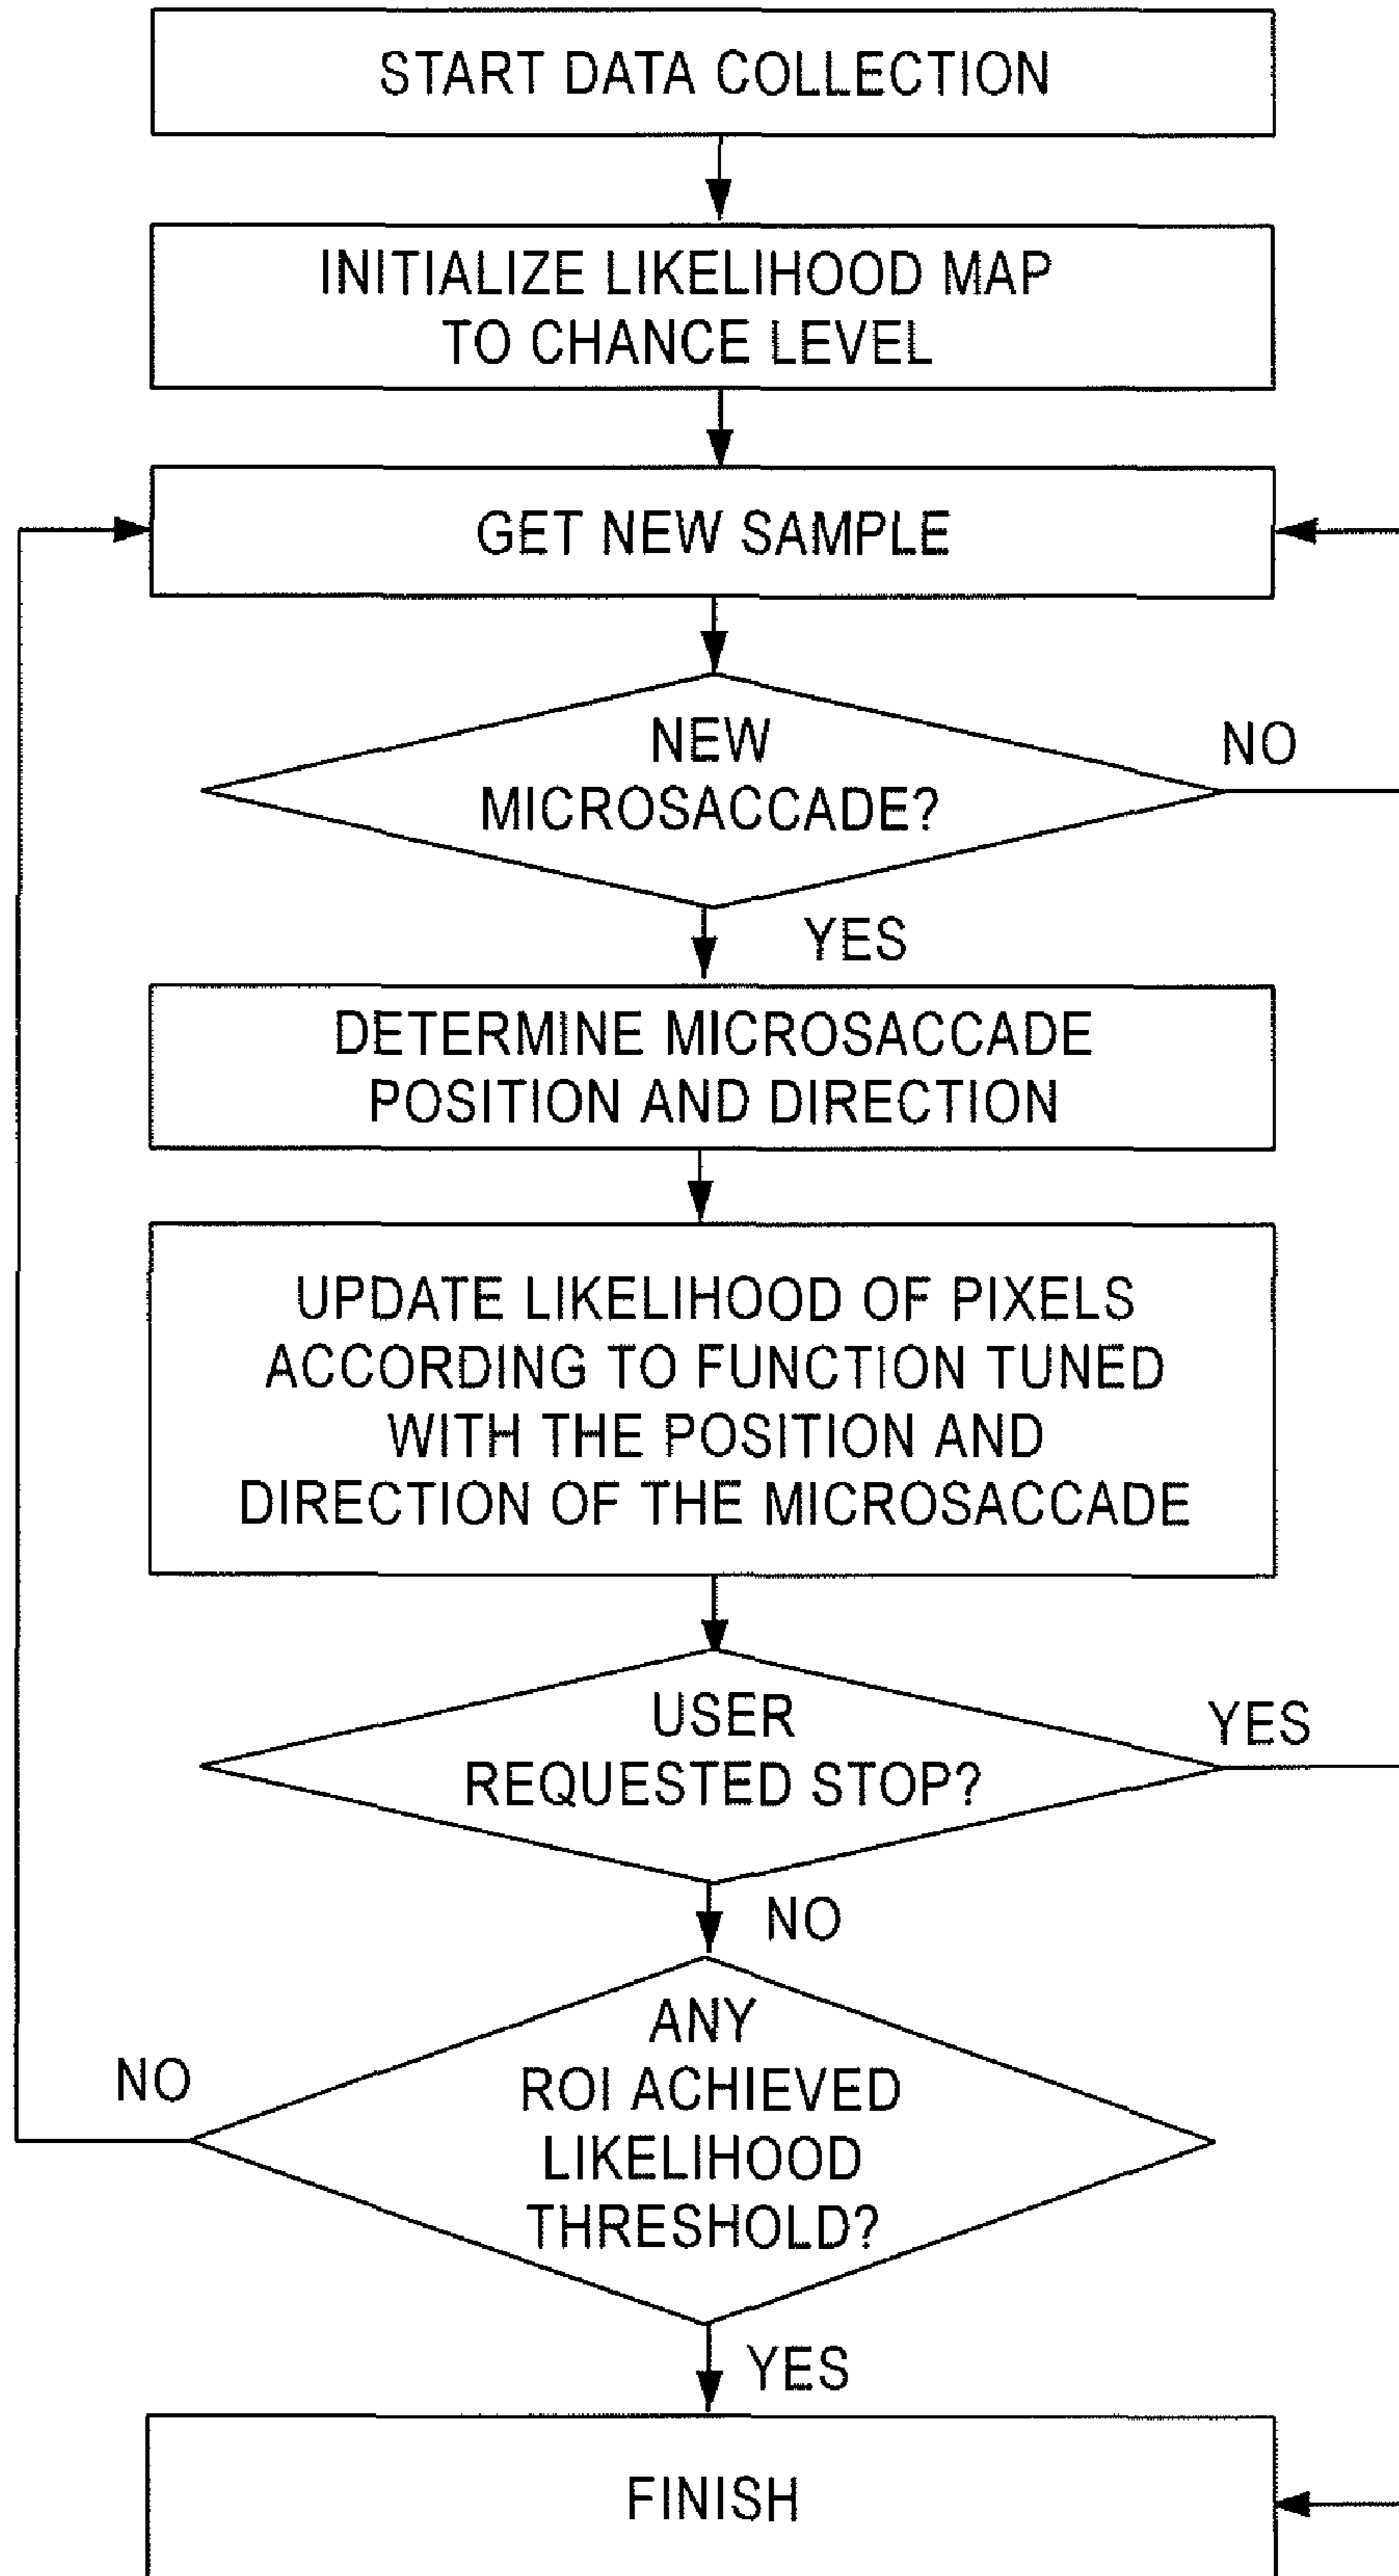 START DATA COLLECTION
INITIALIZE LIKELIHOOD MAP
TO CHANCE LEVEL
GET NEW SAMPLE
NEW
MICROSACCADE?
NO
YES
DETERMINE MICROSACCADE
POSITION AND DIRECTION
UPDATE LIKELIHOOD OF PIXELS
ACCORDING TO FUNCTION TUNED
WITH THE POSITION AND
DIRECTION OF THE MICROSACCADE
USER
REQUESTED STOP?
YES
NO
ANY
ROI ACHIEVED
LIKELIHOOD
THRESHOLD?
NO
YES
FINISH